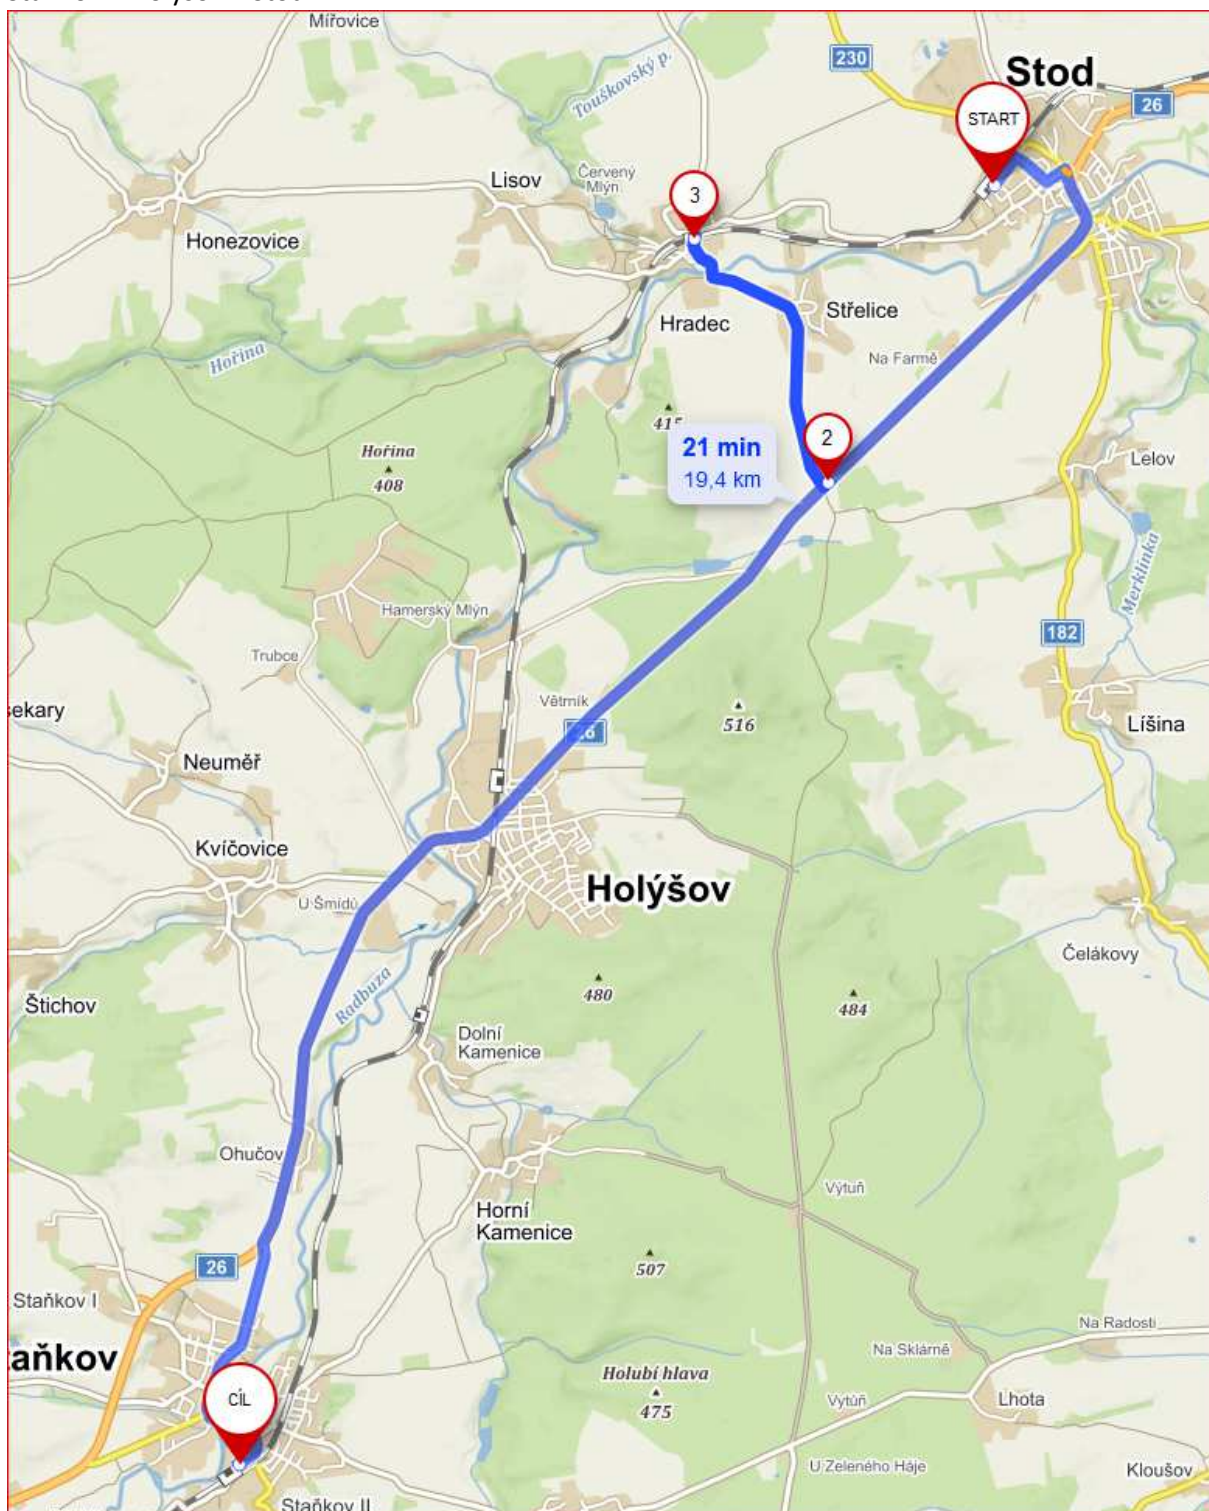 Mířovice
230
Stod
Touškovský p.
26
START
Lisov
Červený
Mlýn
3
Honezovice
Střelice
Hradec
Hořina
Na Farmě
415
2
21 min
19,4 km
Hořina
408
Lelov
Merklínka
Hamerský Mlýn
182
Trubce
Větrník
516
26
Líšina
Neuměř
Kvíčovice
Holýšov
U Šmídů
Čelákovy
Radbuza
480
484
Štichov
Dolní
Kamenice
Ohučov
Výtuň
Horní
Kamenice
507
26
Staňkov I
Na Radosti
Na Sklárně
Holubí hlava
475
CÍL
Vytůň
Lhota
U Zeleného Háje
Kloušov
Staňkov II